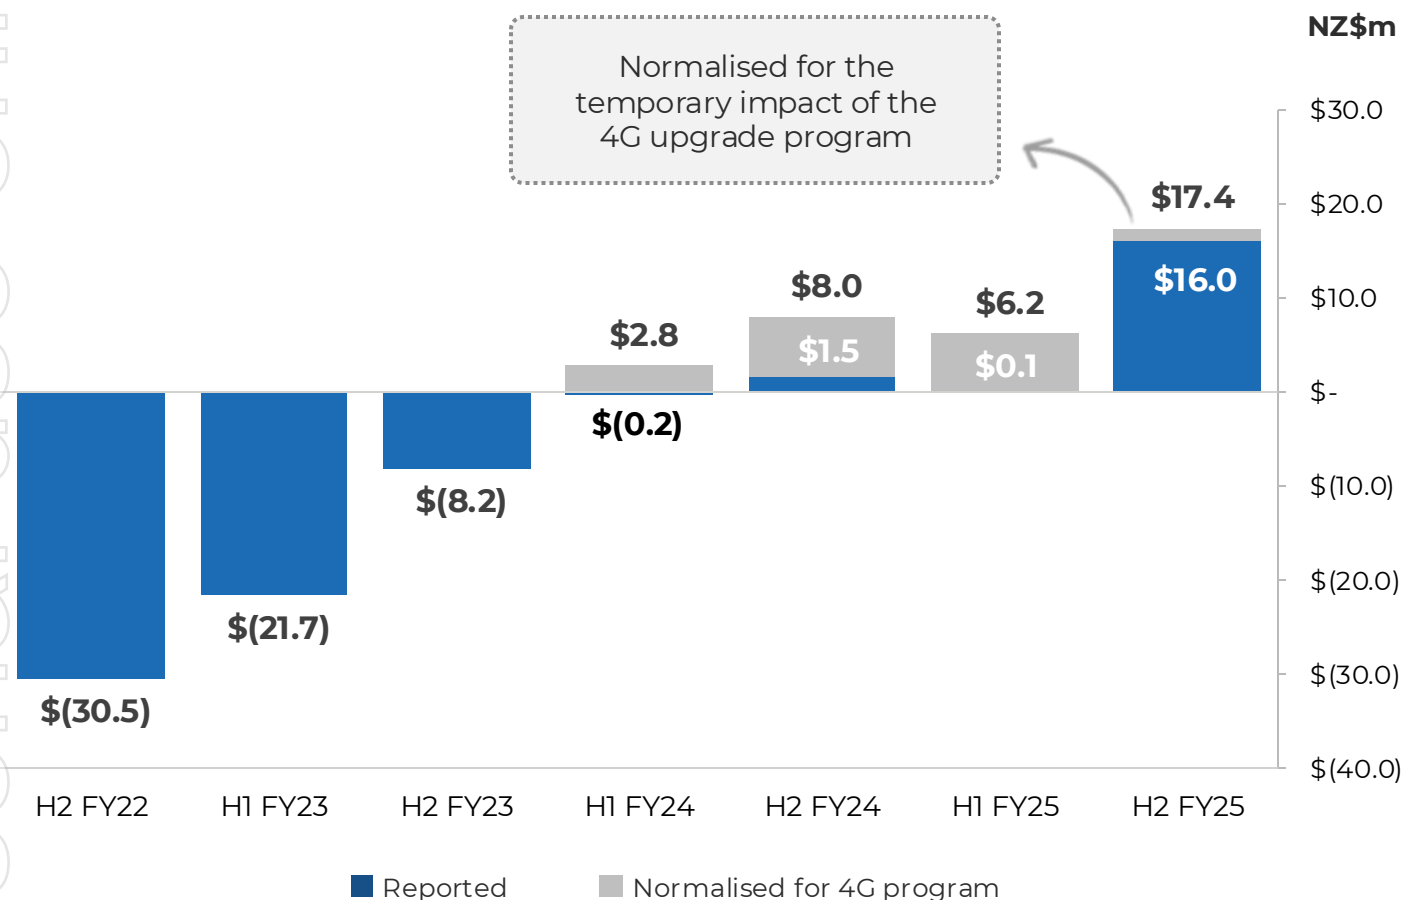 NZ$m
Normalised for the
temporary impact of the
4G upgrade program
$30.0
$20.0
$10.0
$-
$(10.0)
$(20.0)
$(30.0)
$(40.0)
$(30.5)
$(21.7)
$(8.2)
$2.8
$(0.2)
$8.0
$1.5
$6.2
$0.1
$17.4
$16.0
H2 FY22
H1 FY23
H2 FY23
H1 FY24
H2 FY24
H1 FY25
H2 FY25
Reported
Normalised for 4G program